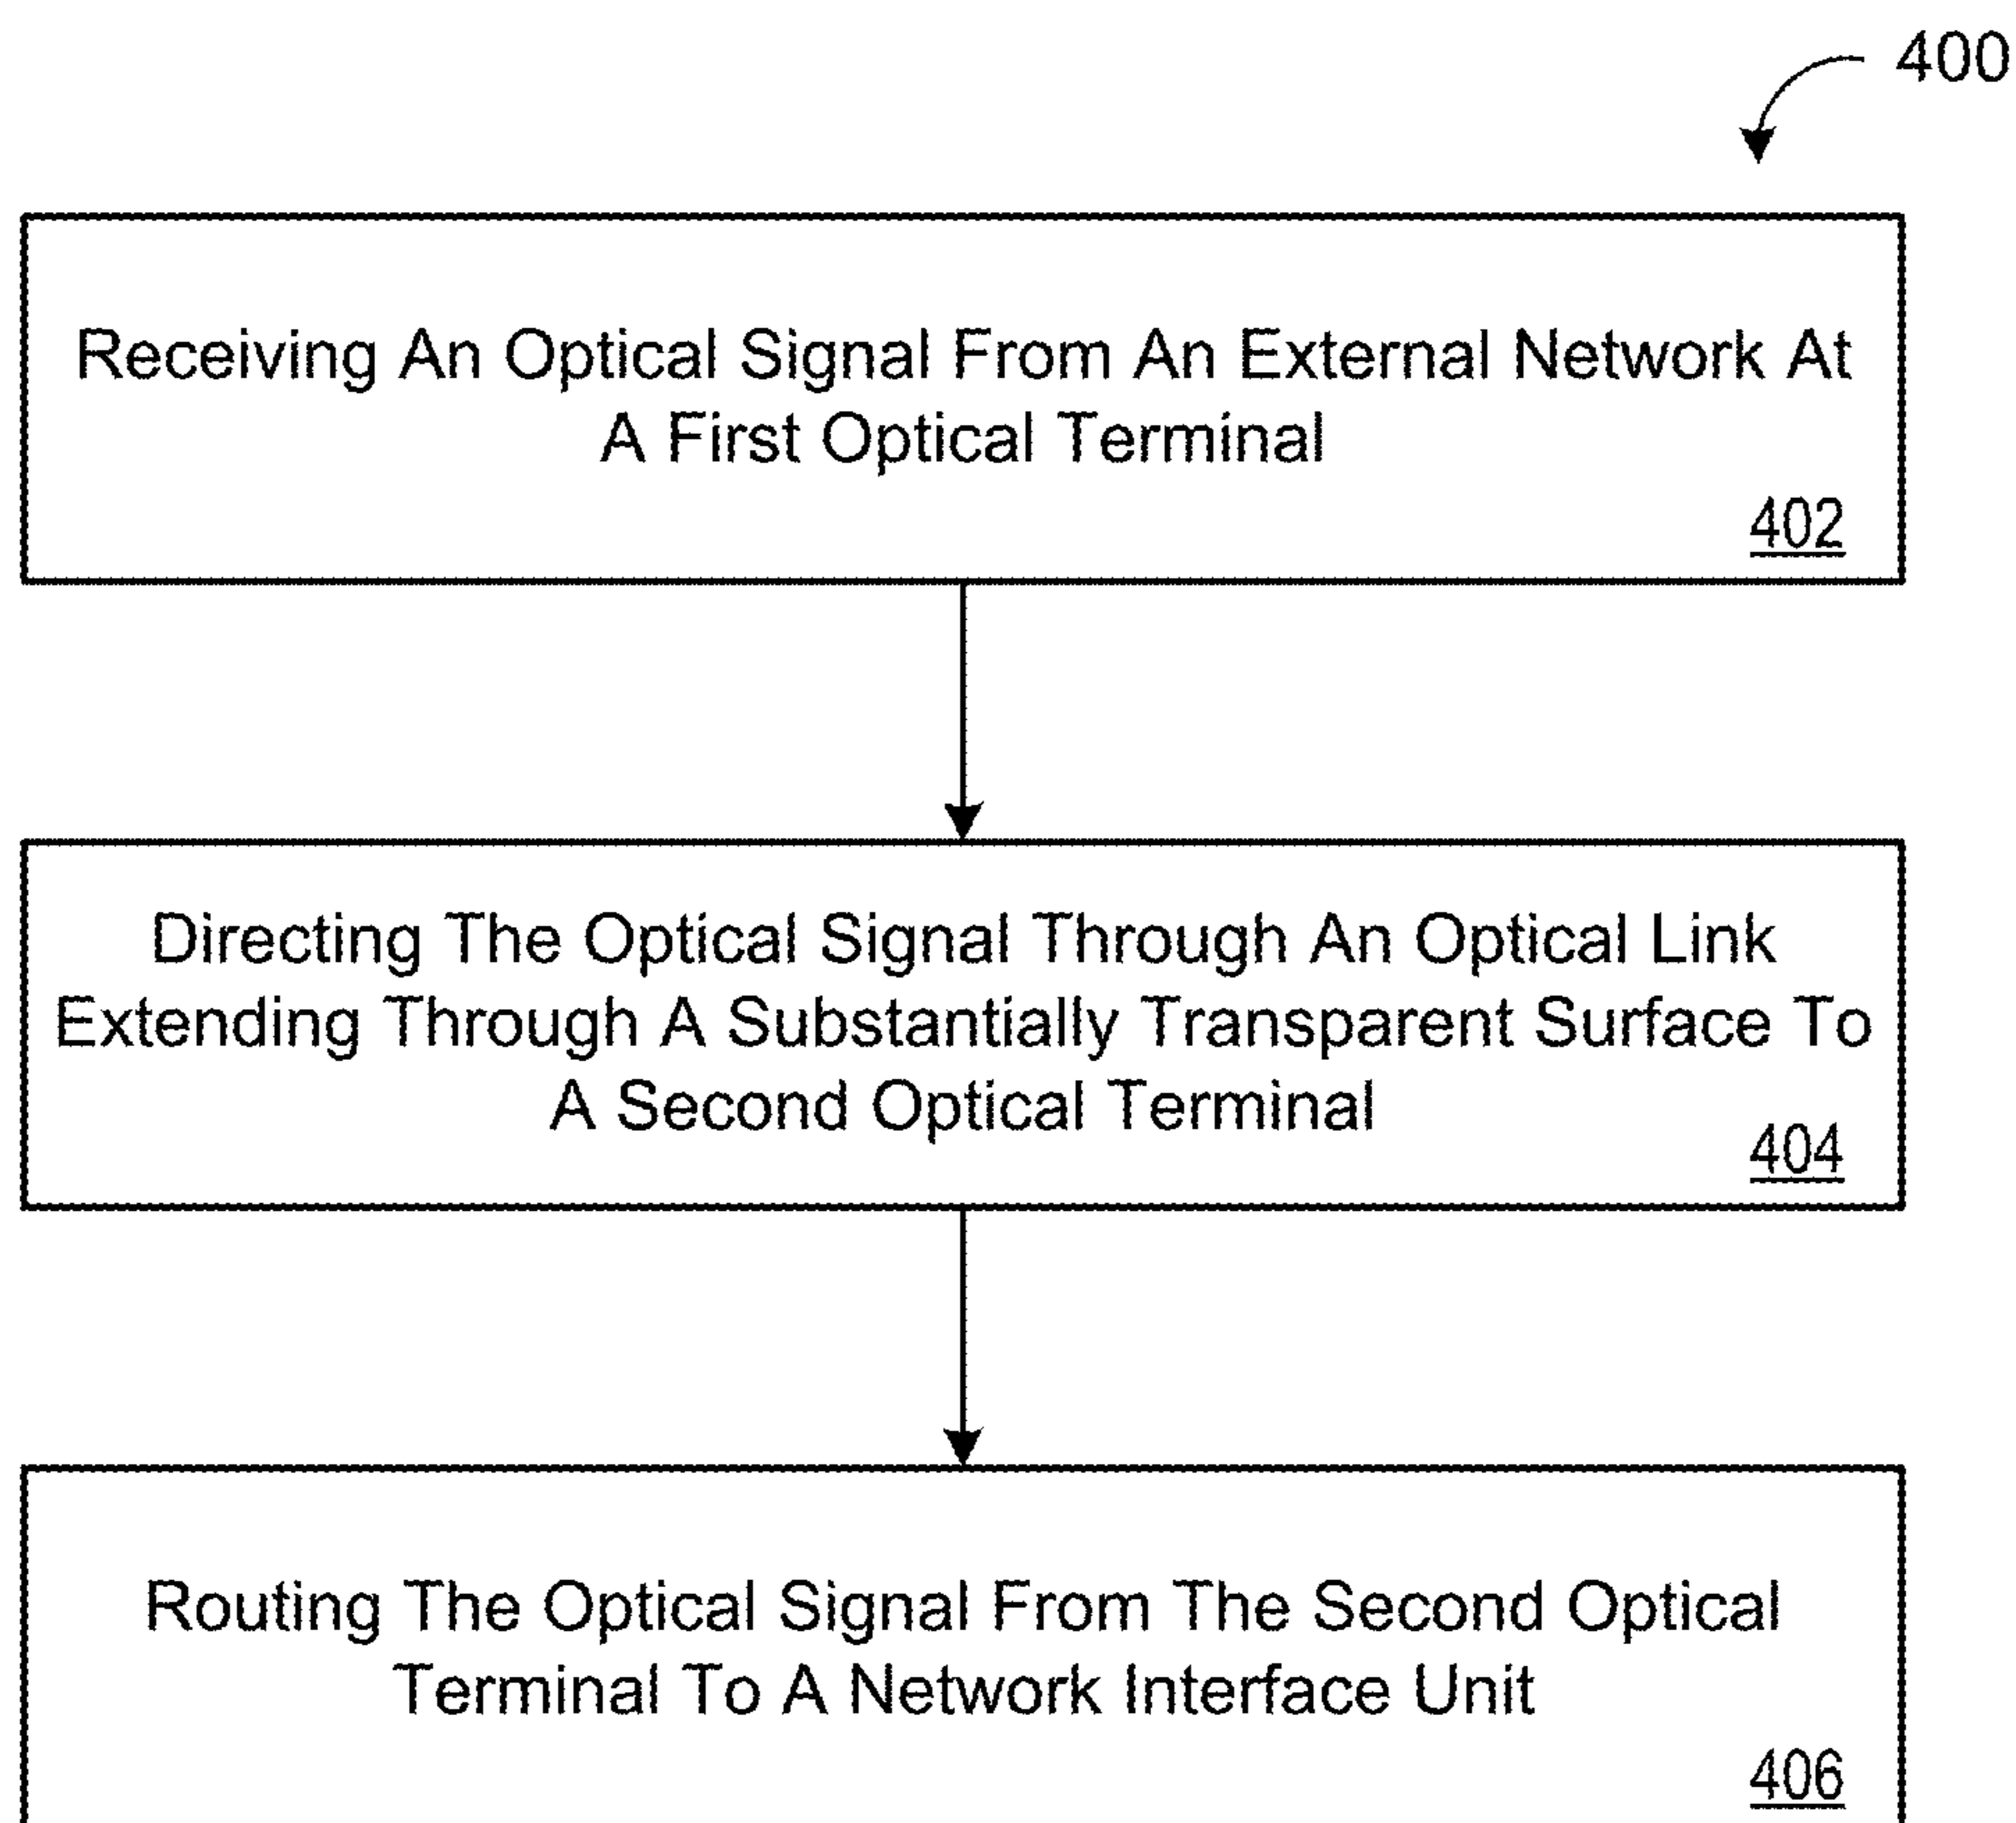 400
Receiving An Optical Signal From An External Network At
A First Optical Terminal
402
Directing The Optical Signal Through An Optical Link
Extending Through A Substantially Transparent Surface To
A Second Optical Terminal
404
Routing The Optical Signal From The Second Optical
Terminal To A Network Interface Unit
406